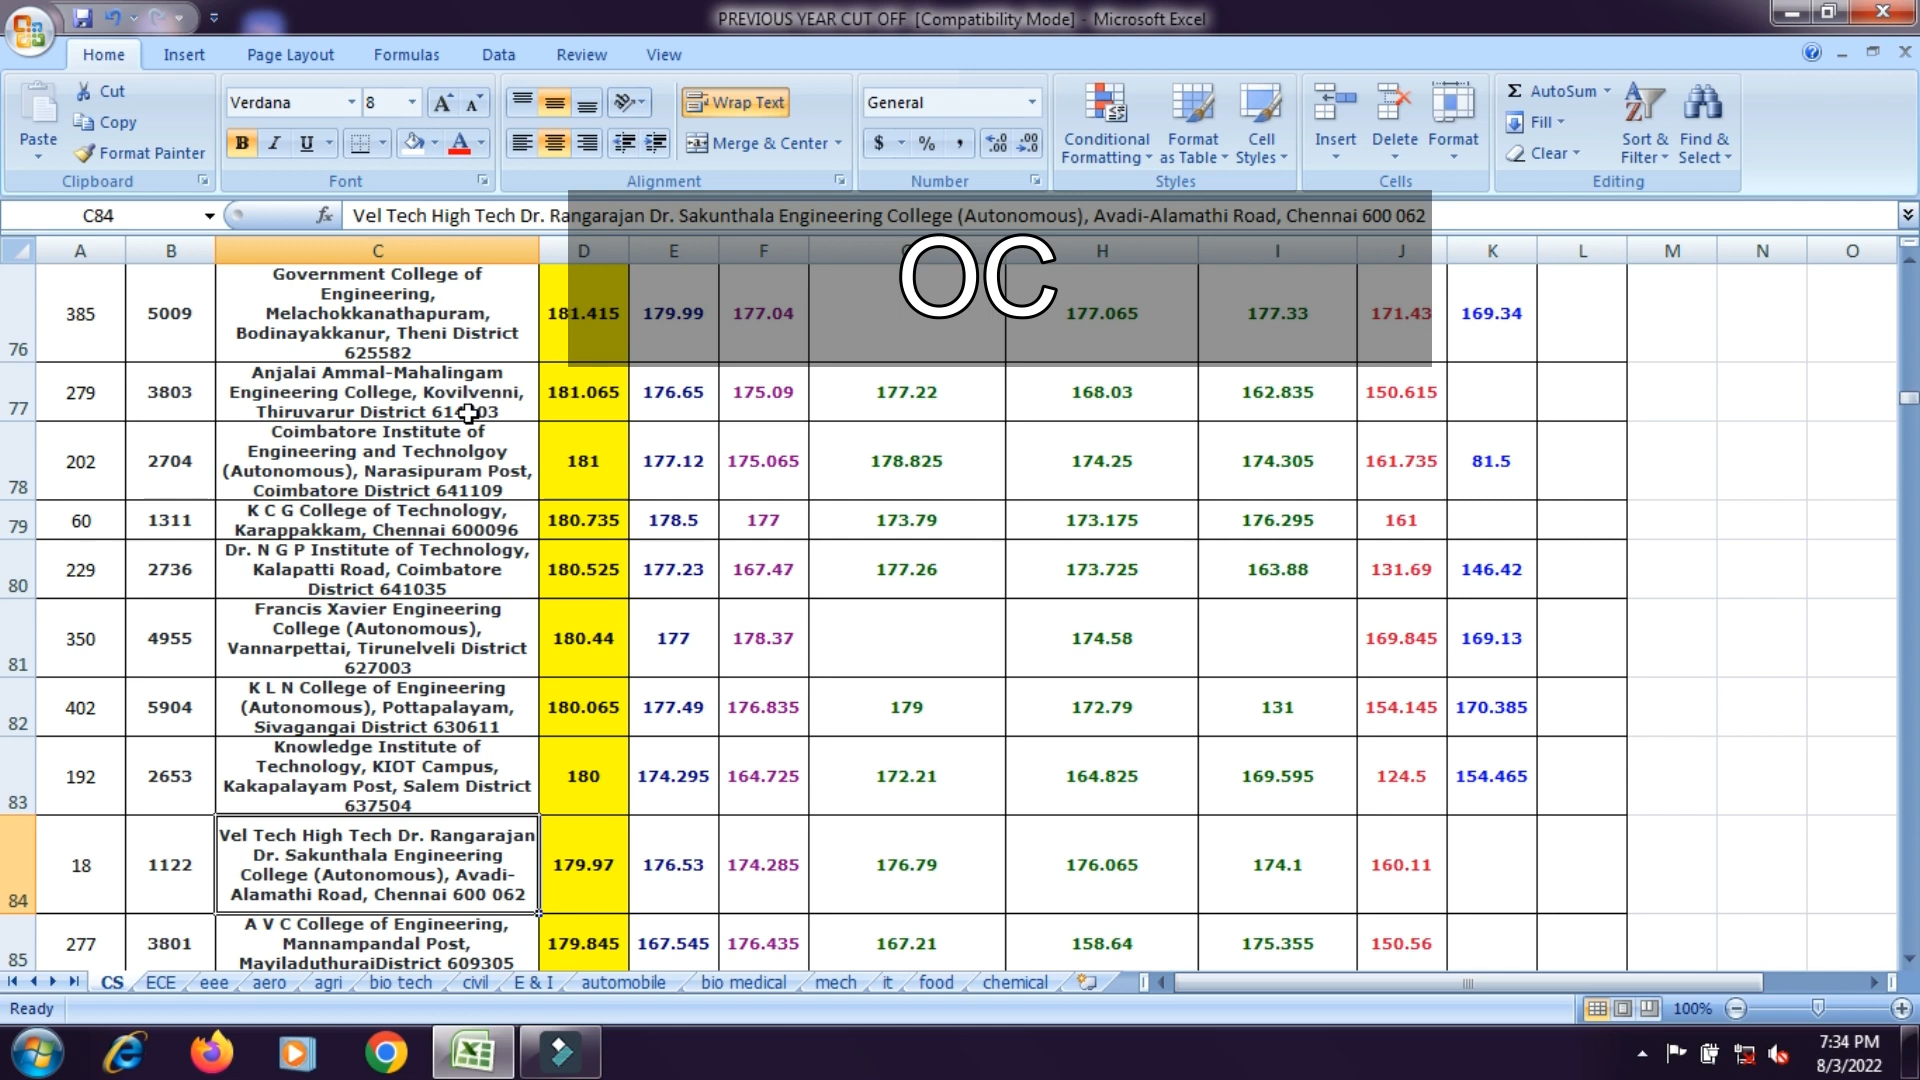 PREVIOUS YEAR CUT OFF [Compatibility Mode] - Microsoft Excel
Home Insert Page Layout Formulas Data Review View
Paste
Cut
Copy
Format Painter
Clipboard
Verdana 8
Font
Wrap Text
Merge & Center
Alignment
General
Number
Conditional Formatting
Format as Table
Cell Styles
Styles
Insert Delete Format
Cells
AutoSum
Fill
Clear
Sort & Filter
Find & Select
Editing
C84 fx Vel Tech High Tech Dr. Rangarajan Dr. Sakunthala Engineering College (Autonomous), Avadi-Alamathi Road, Chennai 600 062
OC
A B C D E F H I J K L M N O
Government College of
Engineering,
Melachokkanathapuram,
Bodinayakkanur, Theni District
625582
76 385 5009 181.415 179.99 177.04 177.065 177.33 171.43 169.34
Anjalai Ammal-Mahalingam
Engineering College, Kovilvenni,
Thiruvarur District
77 279 3803 181.065 176.65 175.09 177.22 168.03 162.835 150.615
Coimbatore Institute of
Engineering and Technolgoy
(Autonomous), Narasipuram Post,
Coimbatore District 641109
78 202 2704 181 177.12 175.065 178.825 174.25 174.305 161.735 81.5
K C G College of Technology,
Karappakkam, Chennai 600096
79 60 1311 180.735 178.5 177 173.79 173.175 176.295 161
Dr. N G P Institute of Technology,
Kalapatti Road, Coimbatore
District 641035
80 229 2736 180.525 177.23 167.47 177.26 173.725 163.88 131.69 146.42
Francis Xavier Engineering
College (Autonomous),
Vannarpettai, Tirunelveli District
627003
81 350 4955 180.44 177 178.37 174.58 169.845 169.13
K L N College of Engineering
(Autonomous), Pottapalayam,
Sivagangai District 630611
82 402 5904 180.065 177.49 176.835 179 172.79 131 154.145 170.385
Knowledge Institute of
Technology, KIOT Campus,
Kakapalayam Post, Salem District
637504
83 192 2653 180 174.295 164.725 172.21 164.825 169.595 124.5 154.465
Vel Tech High Tech Dr. Rangarajan
Dr. Sakunthala Engineering
College (Autonomous), Avadi-
Alamathi Road, Chennai 600 062
84 18 1122 179.97 176.53 174.285 176.79 176.065 174.1 160.11
A V C College of Engineering,
Mannampandal Post,
MayiladuthuraiDistrict 609305
85 277 3801 179.845 167.545 176.435 167.21 158.64 175.355 150.56
CS ECE eee aero agri bio tech civil E & I automobile bio medical mech it food chemical
Ready 100%
7:34 PM
8/3/2022